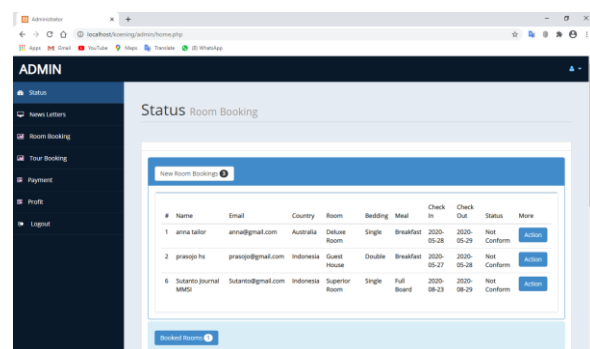 Administrator
localhost/koening/admin/home.php
Apps Gmail YouTube Maps Translate (8) WhatsApp
ADMIN
Status
News Letters
Room Booking
Tour Booking
Payment
Profit
Logout
Status Room Booking
New Room Bookings 3
# Name Email Country Room Bedding Meal Check In Check Out Status More
1 anna tailor anna@gmail.com Australia Deluxe Room Single Breakfast 2020-05-28 2020-05-29 Not Conform Action
2 prasojo hs prasojo@gmail.com Indonesia Guest House Double Breakfast 2020-05-27 2020-05-28 Not Conform Action
6 Sutanto Journal MMSI Sutanto@gmail.com Indonesia Superior Room Single Full Board 2020-08-23 2020-08-29 Not Conform Action
Booked Rooms 1